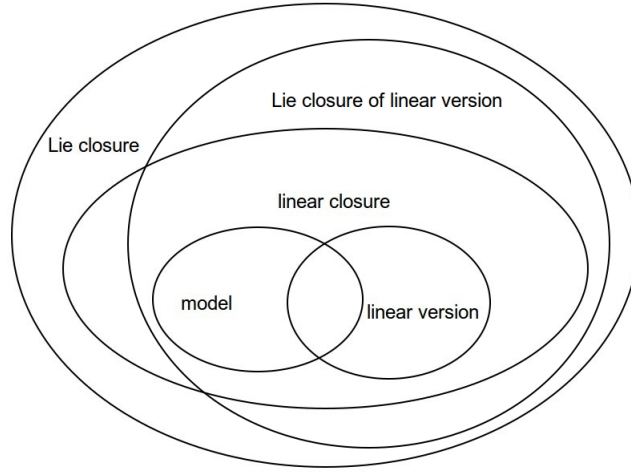 Lie closure of linear version
Lie closure
linear closure
model
linear version